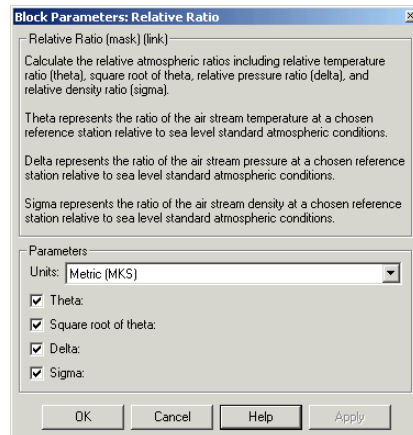 Block Parameters: Relative Ratio
Relative Ratio (mask) (link)
Calculate the relative atmospheric ratios including relative temperature
ratio (theta), square root of theta, relative pressure ratio (delta), and
relative density ratio (sigma).
Theta represents the ratio of the air stream temperature at a chosen
reference station relative to sea level standard atmospheric conditions.
Delta represents the ratio of the air stream pressure at a chosen reference
station relative to sea level standard atmospheric conditions.
Sigma represents the ratio of the air stream density at a chosen reference
station relative to sea level standard atmospheric conditions.
Parameters
Units: Metric (MKS)
Theta:
Square root of theta:
Delta:
Sigma:
OK Cancel Help Apply